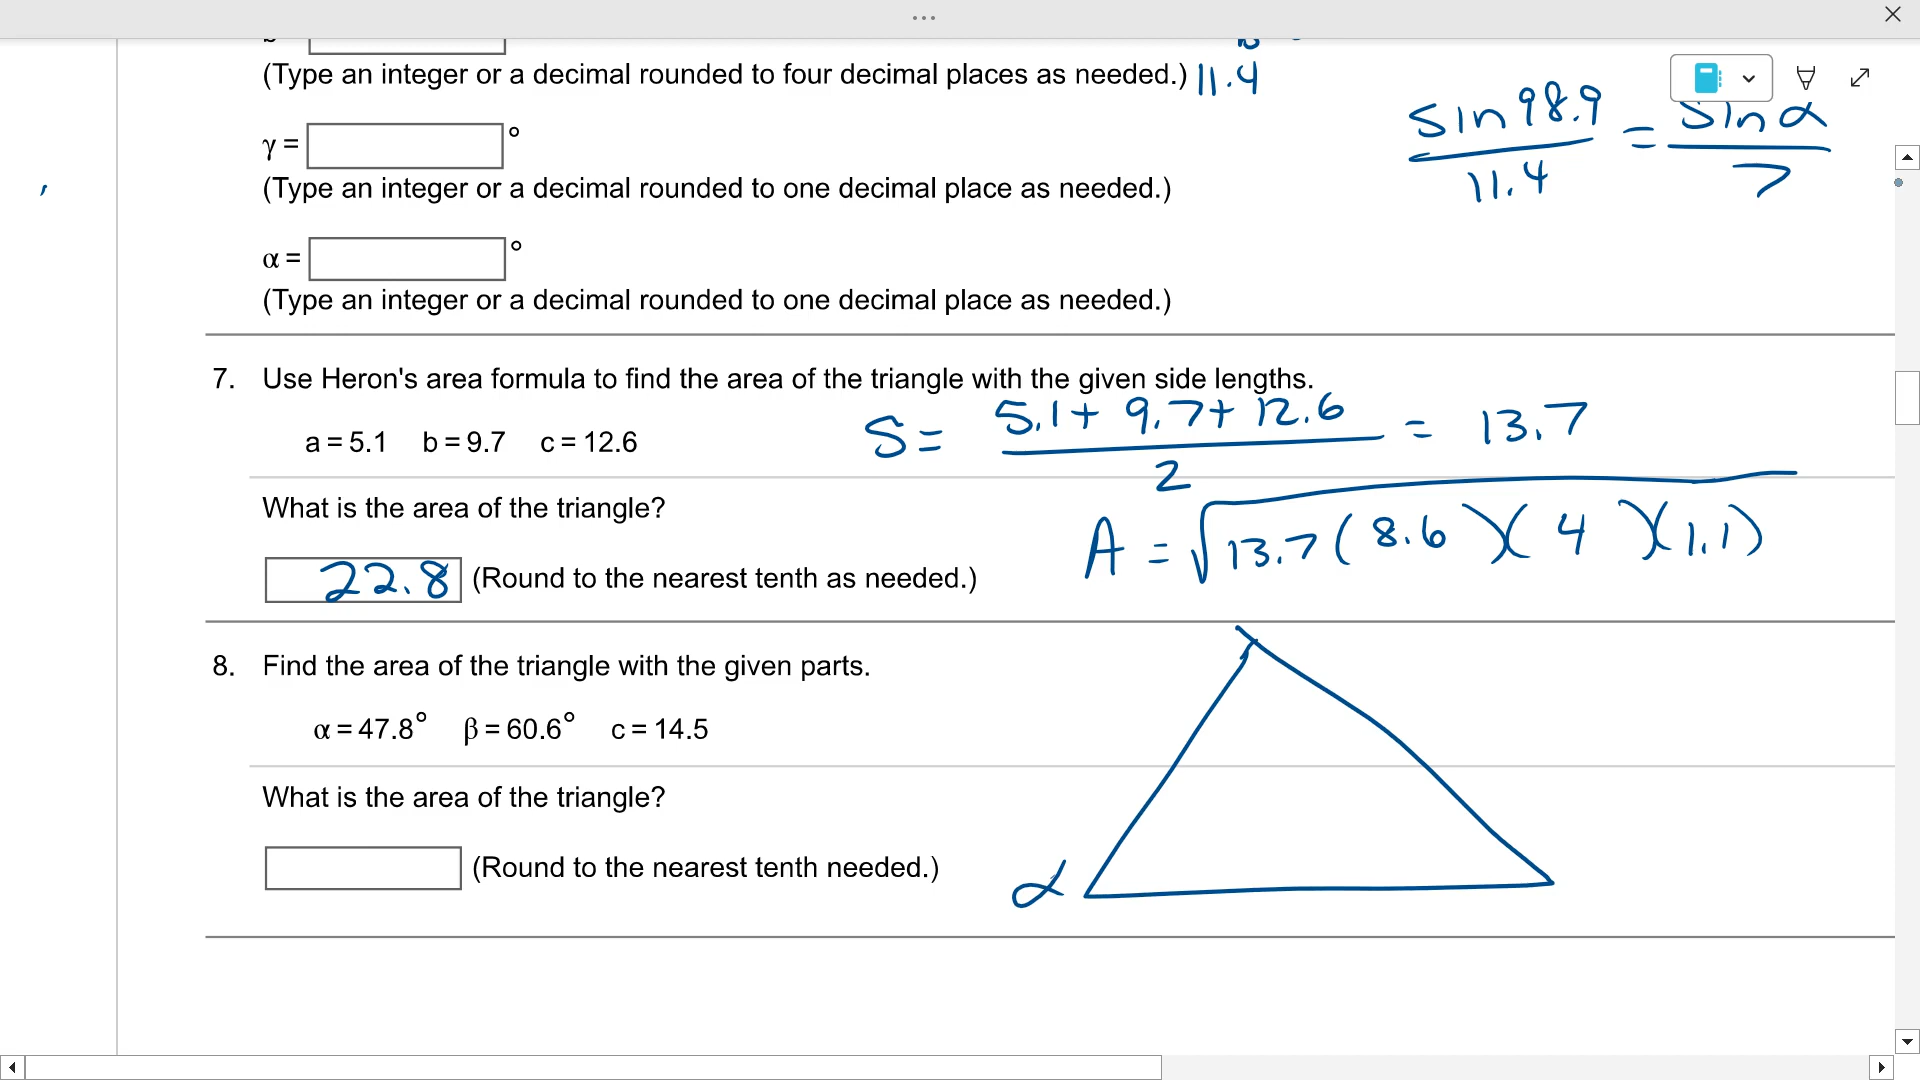 (Type an integer or a decimal rounded to four decimal places as needed.) 11.4
sin 98.9 / 11.4 = sin α / 7
γ = °
(Type an integer or a decimal rounded to one decimal place as needed.)
α = °
(Type an integer or a decimal rounded to one decimal place as needed.)
7. Use Heron's area formula to find the area of the triangle with the given side lengths.
a = 5.1 b = 9.7 c = 12.6
S = 5.1 + 9.7 + 12.6 / 2 = 13.7
What is the area of the triangle?
A = √13.7(8.6)(4)(1.1)
22.8 (Round to the nearest tenth as needed.)
8. Find the area of the triangle with the given parts.
α = 47.8° β = 60.6° c = 14.5
What is the area of the triangle?
(Round to the nearest tenth needed.)
α